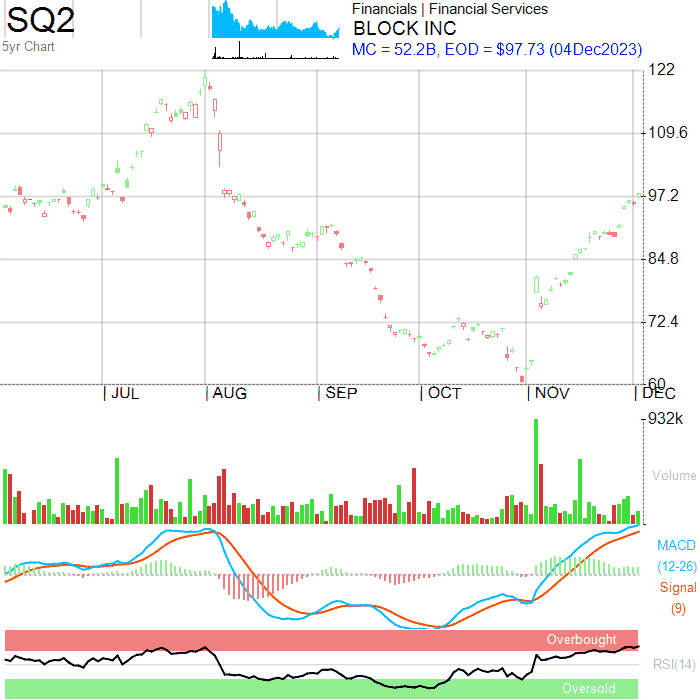 SQ2
5yr Chart
Financials | Financial Services
BLOCK INC
MC = 52.2B, EOD = $97.73 (04Dec2023)
122
109.6
97.2
84.8
72.4
60
JUL
AUG
SEP
OCT
NOV
DEC
932k
Volume
MACD
(12-26)
Signal
(9)
Overbought
RSI(14)
Oversold